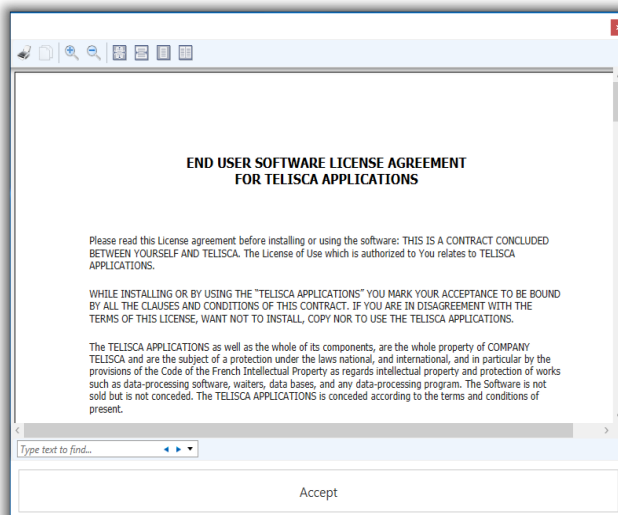 END USER SOFTWARE LICENSE AGREEMENT
FOR TELISCA APPLICATIONS
Please read this License agreement before installing or using the software: THIS IS A CONTRACT CONCLUDED
BETWEEN YOURSELF AND TELISCA. The License of Use which is authorized to You relates to TELISCA
APPLICATIONS.
WHILE INSTALLING OR BY USING THE "TELISCA APPLICATIONS" YOU MARK YOUR ACCEPTANCE TO BE BOUND
BY ALL THE CLAUSES AND CONDITIONS OF THIS CONTRACT. IF YOU ARE IN DISAGREEMENT WITH THE
TERMS OF THIS LICENSE, WANT NOT TO INSTALL, COPY NOR TO USE THE TELISCA APPLICATIONS.
The TELISCA APPLICATIONS as well as the whole of its components, are the whole property of COMPANY
TELISCA and are the subject of a protection under the laws national, and international, and in particular by the
provisions of the Code of the French Intellectual Property as regards intellectual property and protection of works
such as data-processing software, waiters, data bases, and any data-processing program. The Software is not
sold but is not conceded. The TELISCA APPLICATIONS is conceded according to the terms and conditions of
present.
Type text to find...
Accept